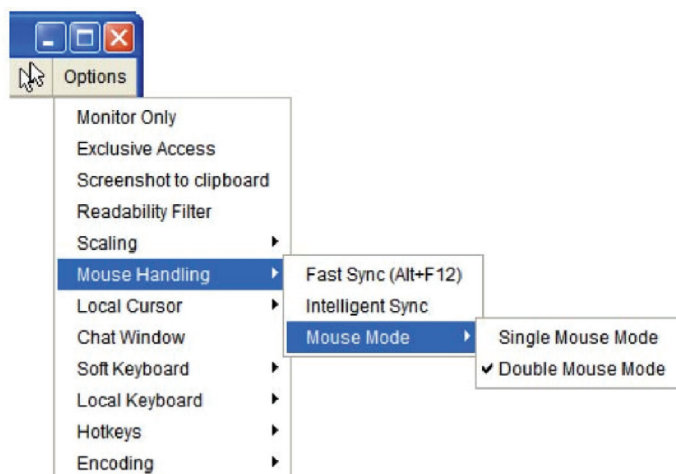 Options
Monitor Only
Exclusive Access
Screenshot to clipboard
Readability Filter
Scaling
Mouse Handling
Local Cursor
Chat Window
Soft Keyboard
Local Keyboard
Hotkeys
Encoding
Fast Sync (Alt+F12)
Intelligent Sync
Mouse Mode
Single Mouse Mode
Double Mouse Mode